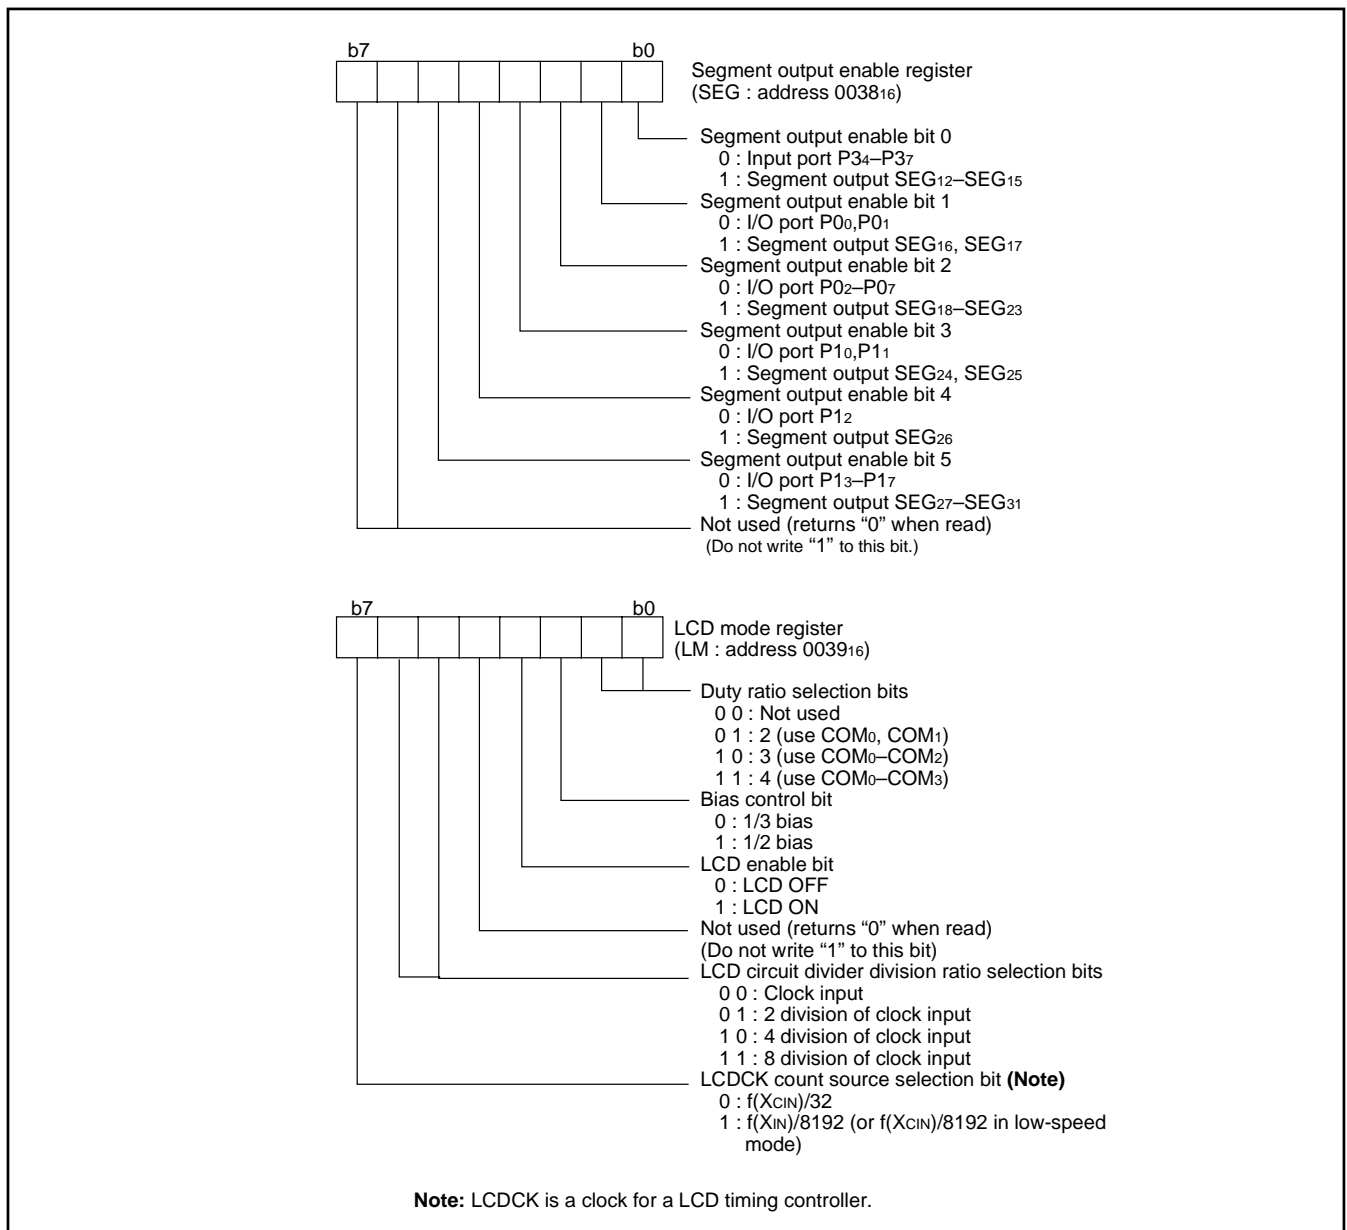 b7 b0
Segment output enable register
(SEG : address 003816)
Segment output enable bit 0
0 : Input port P34–P37
1 : Segment output SEG12–SEG15
Segment output enable bit 1
0 : I/O port P00,P01
1 : Segment output SEG16, SEG17
Segment output enable bit 2
0 : I/O port P02–P07
1 : Segment output SEG18–SEG23
Segment output enable bit 3
0 : I/O port P10,P11
1 : Segment output SEG24, SEG25
Segment output enable bit 4
0 : I/O port P12
1 : Segment output SEG26
Segment output enable bit 5
0 : I/O port P13–P17
1 : Segment output SEG27–SEG31
Not used (returns “0” when read)
(Do not write “1” to this bit.)
b7 b0
LCD mode register
(LM : address 003916)
Duty ratio selection bits
0 0 : Not used
0 1 : 2 (use COM0, COM1)
1 0 : 3 (use COM0–COM2)
1 1 : 4 (use COM0–COM3)
Bias control bit
0 : 1/3 bias
1 : 1/2 bias
LCD enable bit
0 : LCD OFF
1 : LCD ON
Not used (returns “0” when read)
(Do not write “1” to this bit)
LCD circuit divider division ratio selection bits
0 0 : Clock input
0 1 : 2 division of clock input
1 0 : 4 division of clock input
1 1 : 8 division of clock input
LCDCK count source selection bit (Note)
0 : f(XCIN)/32
1 : f(XIN)/8192 (or f(XCIN)/8192 in low-speed
mode)
Note: LCDCK is a clock for a LCD timing controller.